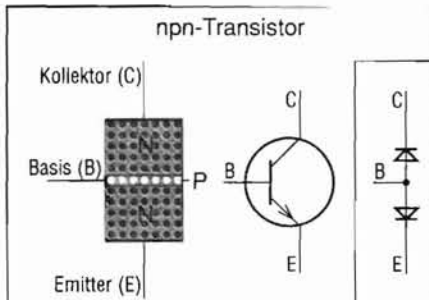 npn-Transistor
Kollektor (C)
N
Basis (B)
P
N
Emitter (E)
C
B
E
C
B
E